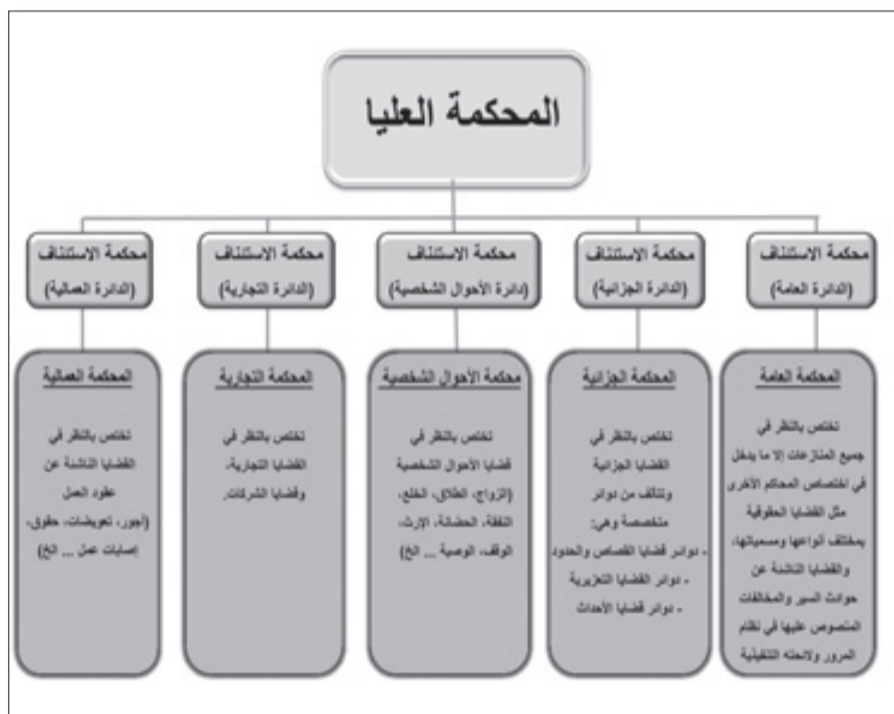 المحكمة العليا
محكمة الاستئناف
(الدائرة العامة)
محكمة الاستئناف
(الدائرة الجزائية)
محكمة الاستئناف
(دائرة الأحوال الشخصية)
محكمة الاستئناف
(الدائرة التجارية)
محكمة الاستئناف
(الدائرة العمالية)
المحكمة العامة
تختص بالنظر في
جميع المنازعات إلا ما يدخل
في اختصاص المحاكم الأخرى
مثل القضايا الحقوقية
بمختلف أنواعها ومسمياتها،
والقضايا الناشئة عن
حوادث السير والمخالفات
المنصوص عليها في نظام
المرور ولائحته التنفيذية
المحكمة الجزائية
تختص بالنظر في
القضايا الجزائية
وتتألف من دوائر
متخصصة وهي:
- دوائر قضايا القصاص والحدود
- دوائر القضايا التعزيرية
- دوائر قضايا الأحداث
محكمة الأحوال الشخصية
تختص بالنظر في
قضايا الأحوال الشخصية
(الزواج، الطلاق، الخلع،
النفقة، الحضانة، الإرث،
الوقف، الوصية ... الخ)
المحكمة التجارية
تختص بالنظر في
القضايا التجارية،
وقضايا الشركات.
المحكمة العمالية
تختص بالنظر في
القضايا الناشئة عن
عقود العمل
(أجور، تعويضات، حقوق،
إصابات عمل ... الخ)